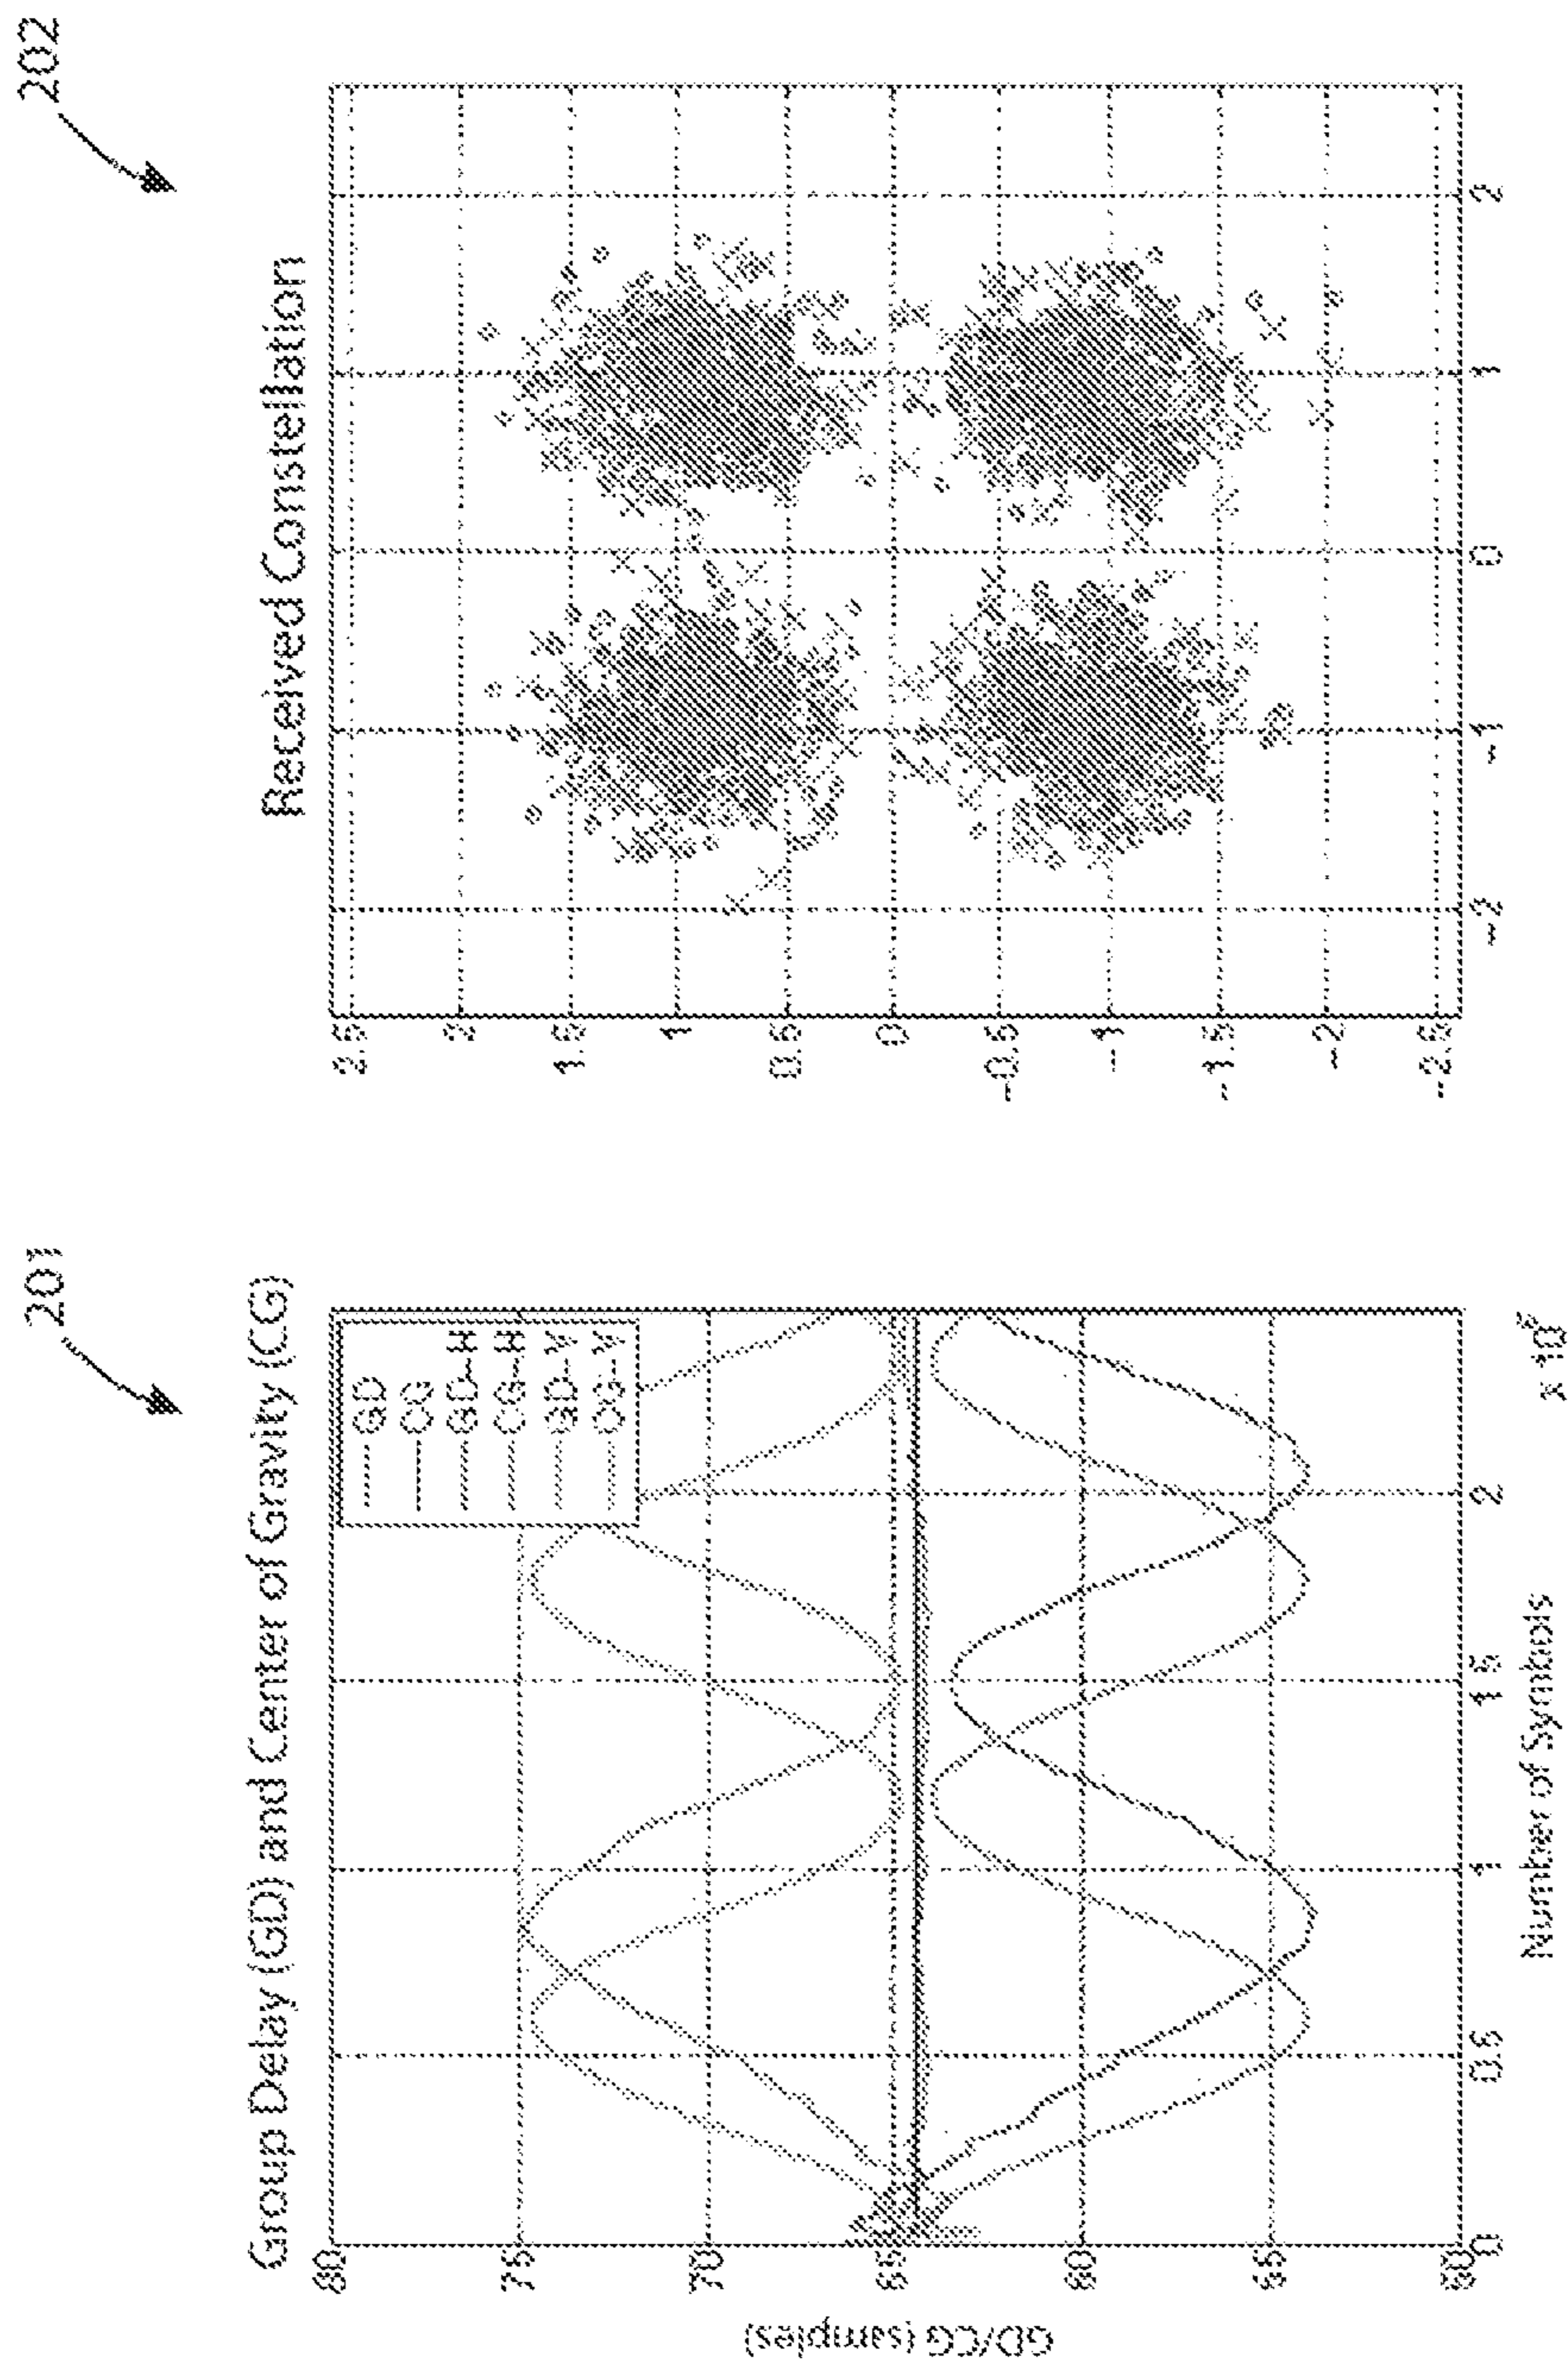 201
Group Delay (GD) and Center of Gravity (CG)
80
75
70
65
60
55
50
GD/CG (samples)
GD
CG
GD-H
CG-H
GD-V
CG-V
0
0.5
1
1.5
2
x 10
Number of Symbols
202
Received Constellation
2.5
2
1.5
1
0.5
0
-0.5
-1
-1.5
-2
-2.5
-2
-1
0
1
2